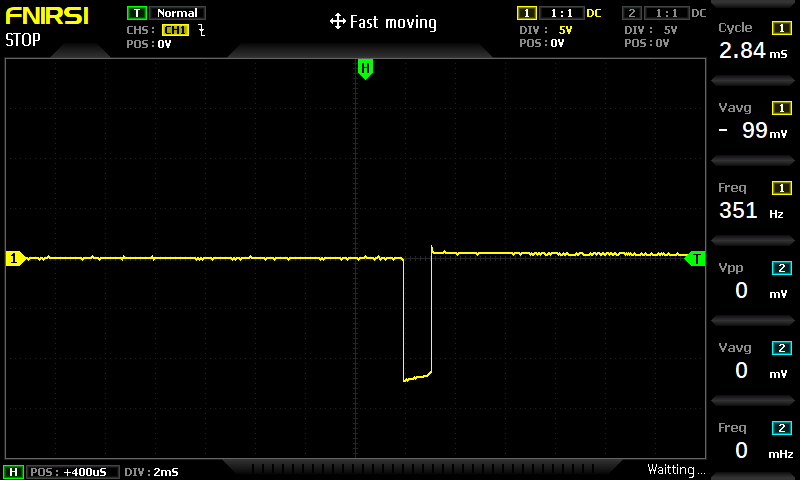 FNIRSI
STOP
T Normal
CHS: CH1
POS: 0V
Fast moving
1 1:1 DC
DIV: 5V
POS: 0V
2 1:1 DC
DIV: 5V
POS: 0V
H
1
T
Cycle 1
2.84 mS
Vavg 1
- 99 mV
Freq 1
351 Hz
Vpp 2
0 mV
Vavg 2
0 mV
Freq 2
0 mHz
H POS: +400uS DIV: 2mS
Waitting...